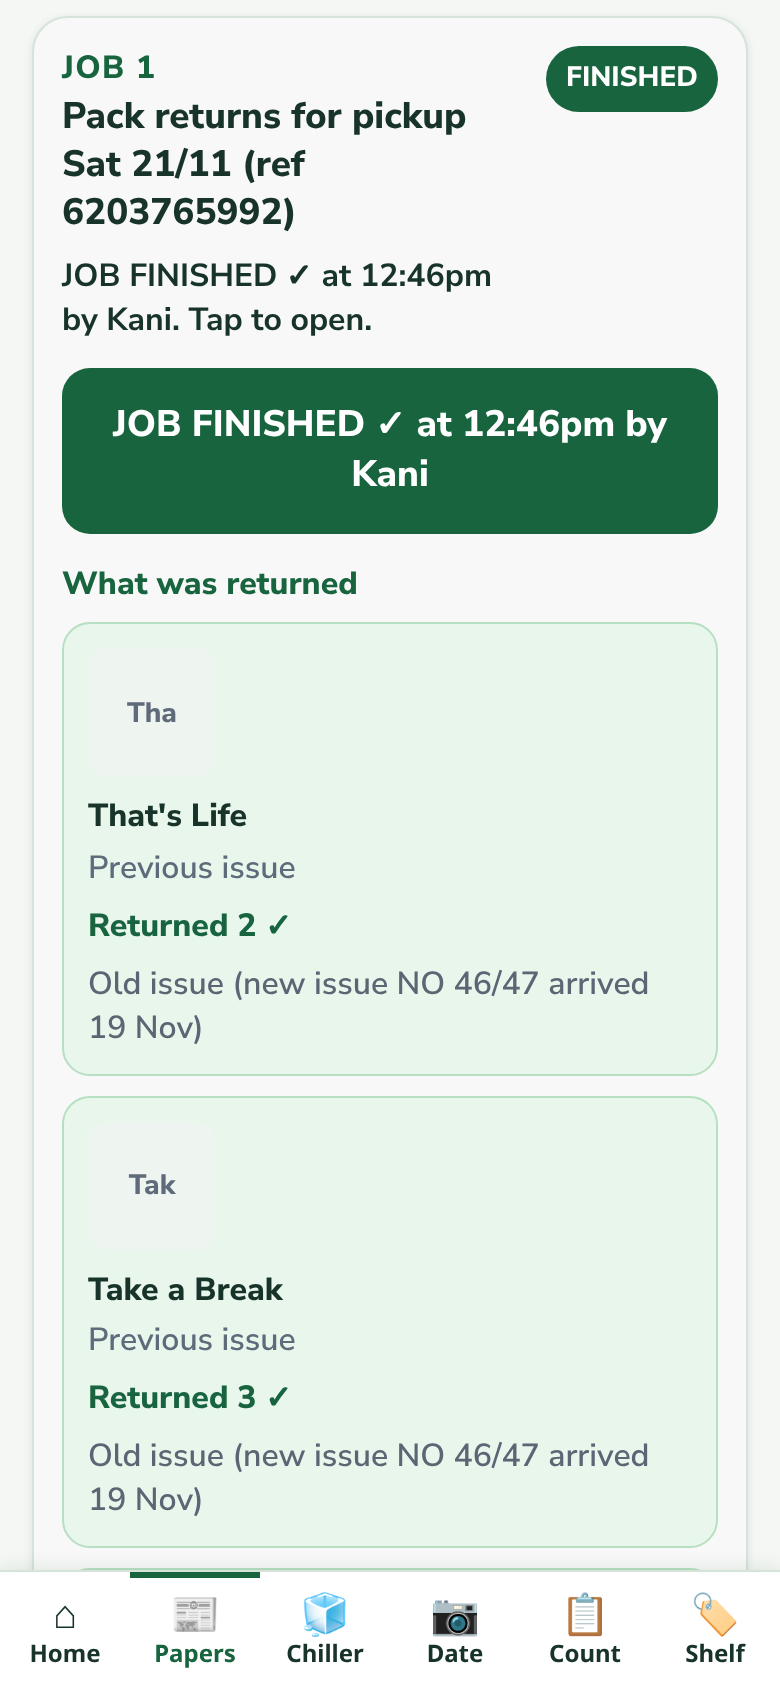 JOB 1
FINISHED
Pack returns for pickup
Sat 21/11 (ref
6203765992)
JOB FINISHED ✓ at 12:46pm
by Kani. Tap to open.
JOB FINISHED ✓ at 12:46pm by
Kani
What was returned
Tha
That's Life
Previous issue
Returned 2 ✓
Old issue (new issue NO 46/47 arrived
19 Nov)
Tak
Take a Break
Previous issue
Returned 3 ✓
Old issue (new issue NO 46/47 arrived
19 Nov)
Home
Papers
Chiller
Date
Count
Shelf